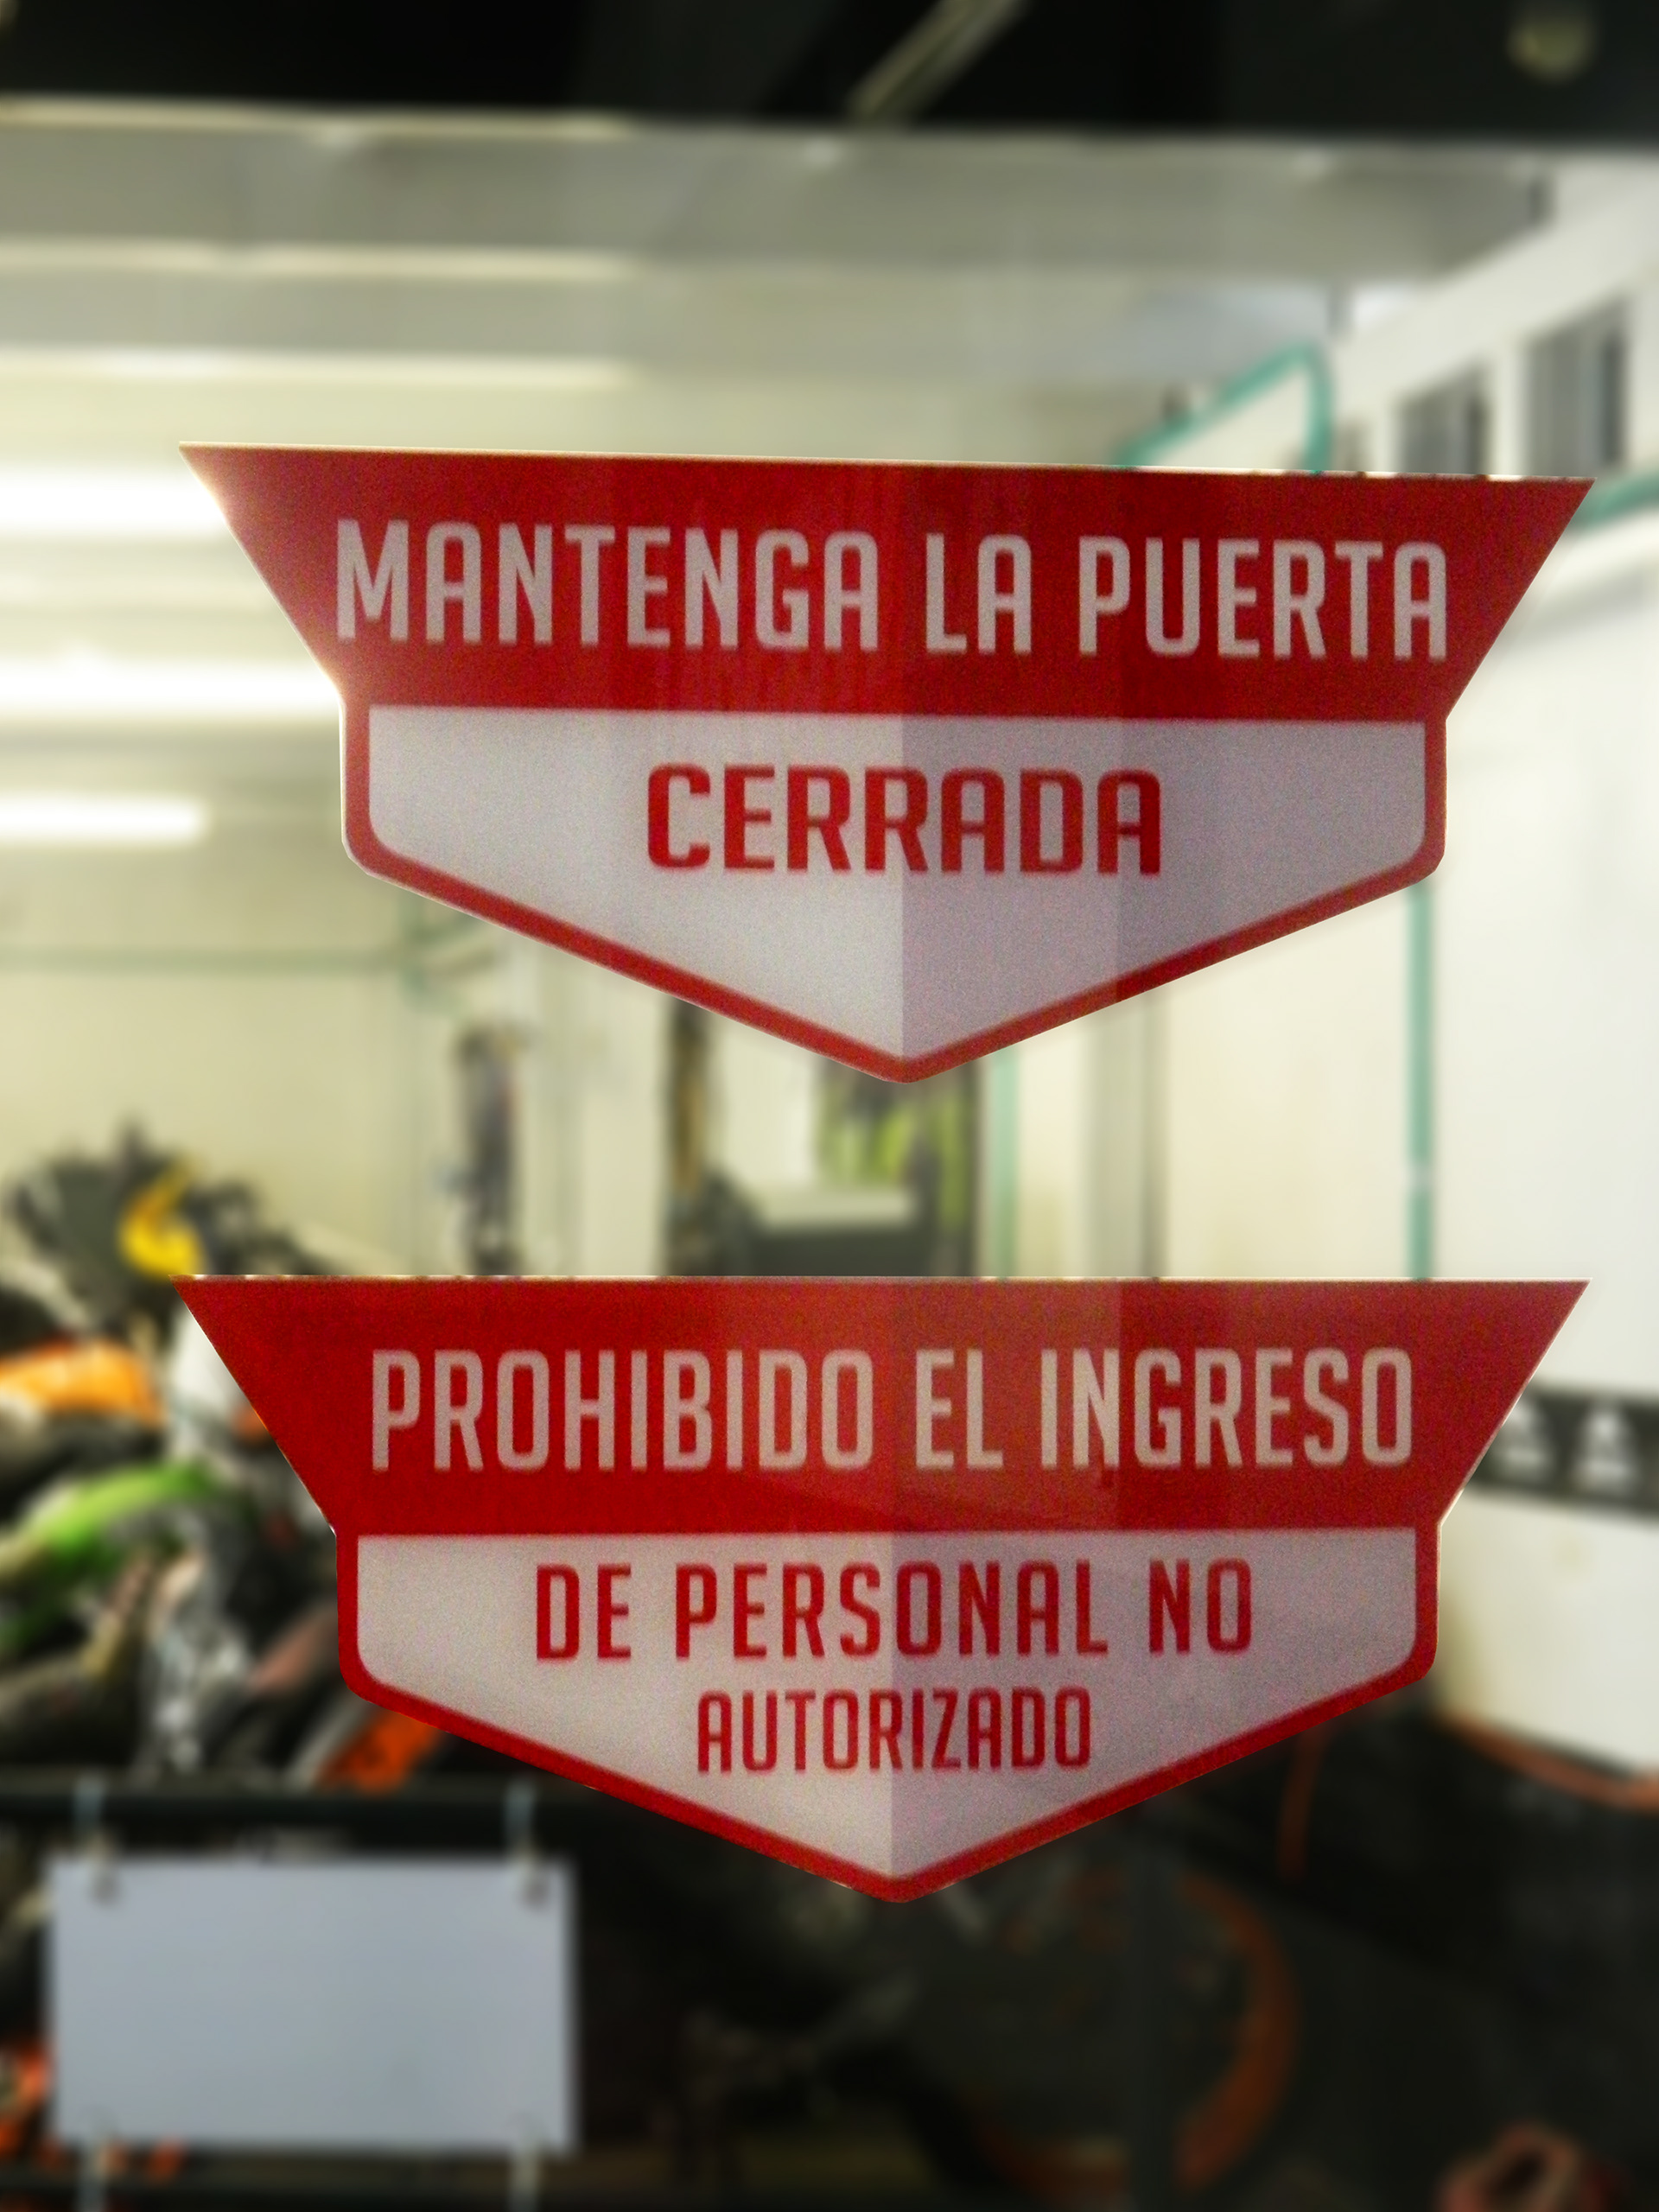 MANTENGA LA PUERTA
CERRADA
PROHIBIDO EL INGRESO
DE PERSONAL NO
AUTORIZADO